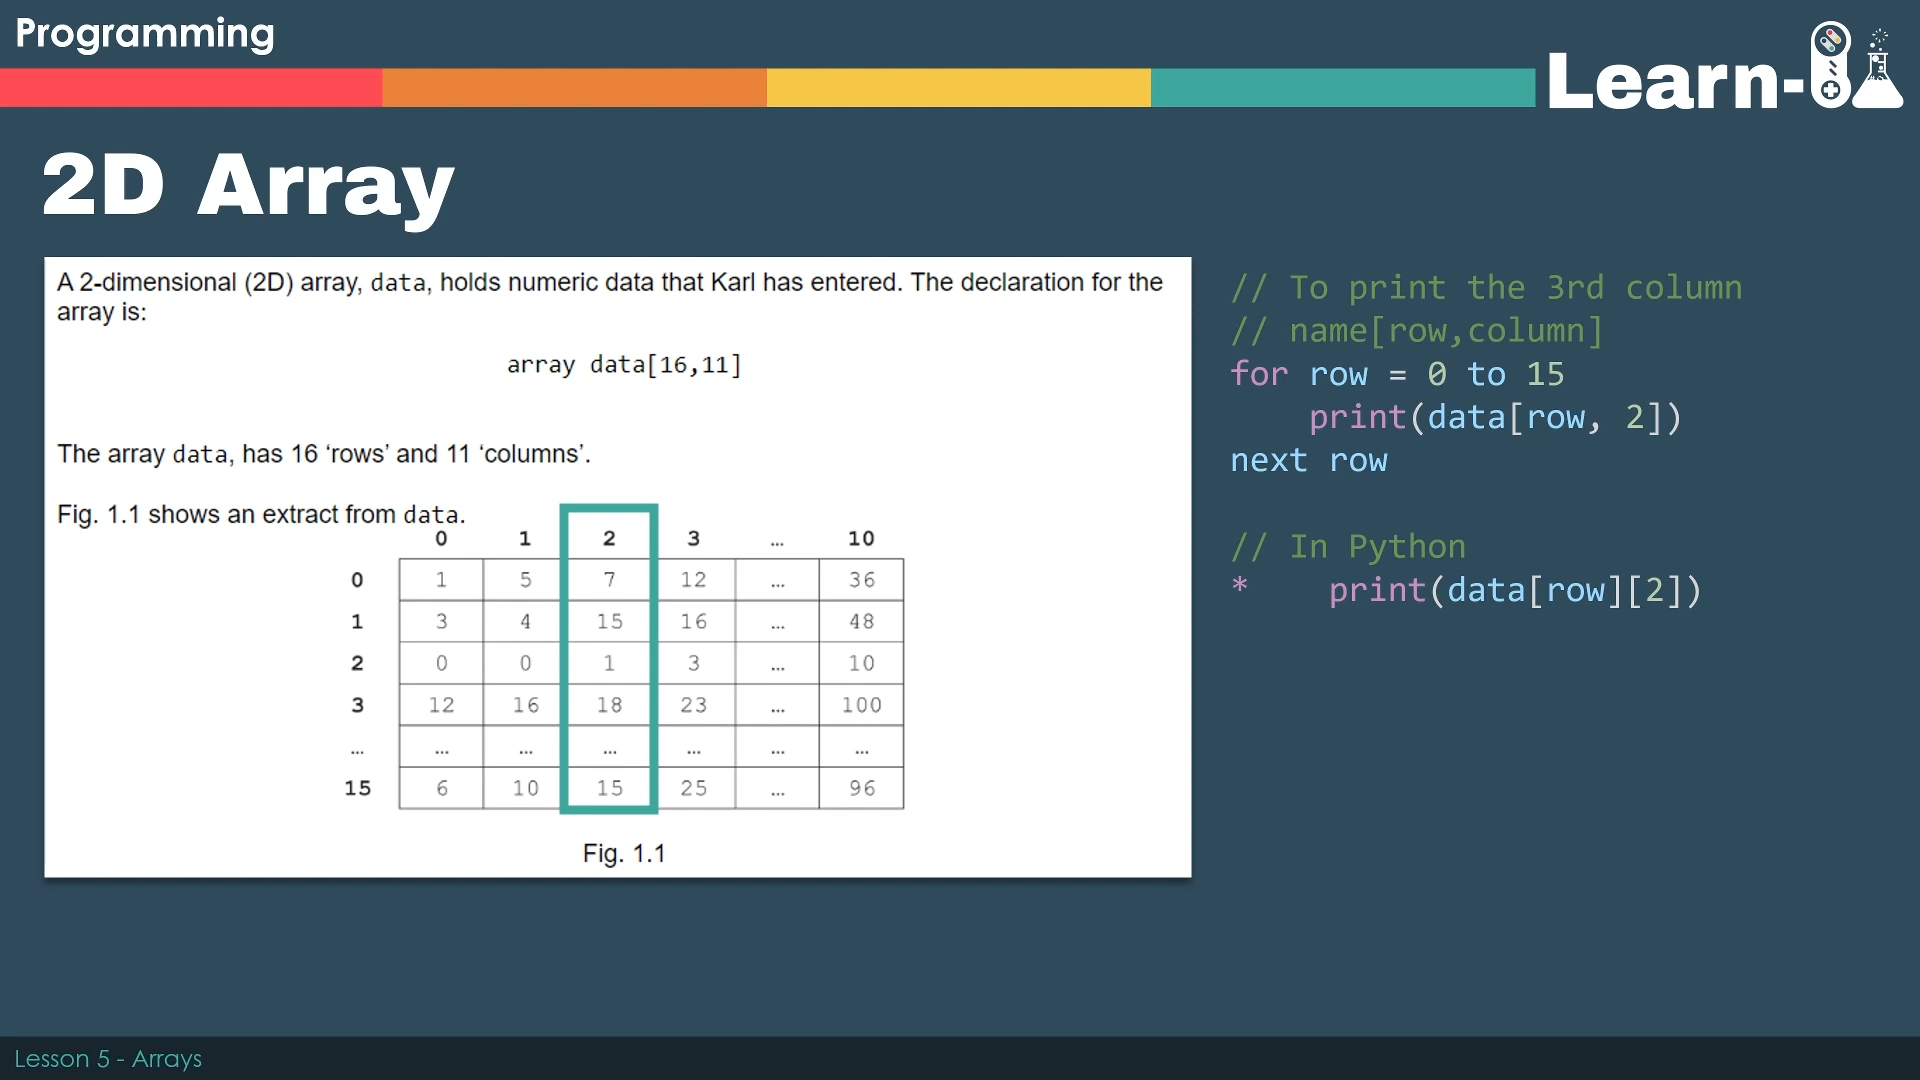 Programming
Learn-
2D Array
A 2-dimensional (2D) array, data, holds numeric data that Karl has entered. The declaration for the
array is:
array data[16,11]
The array data, has 16 ‘rows’ and 11 ‘columns’.
Fig. 1.1 shows an extract from data.
0 1 2 3 ... 10
0 1 5 7 12 ... 36
1 3 4 15 16 ... 48
2 0 0 1 3 ... 10
3 12 16 18 23 ... 100
... ... ... ... ... ... ...
15 6 10 15 25 ... 96
Fig. 1.1
// To print the 3rd column
// name[row,column]
for row = 0 to 15
    print(data[row, 2])
next row
// In Python
*    print(data[row][2])
Lesson 5 - Arrays